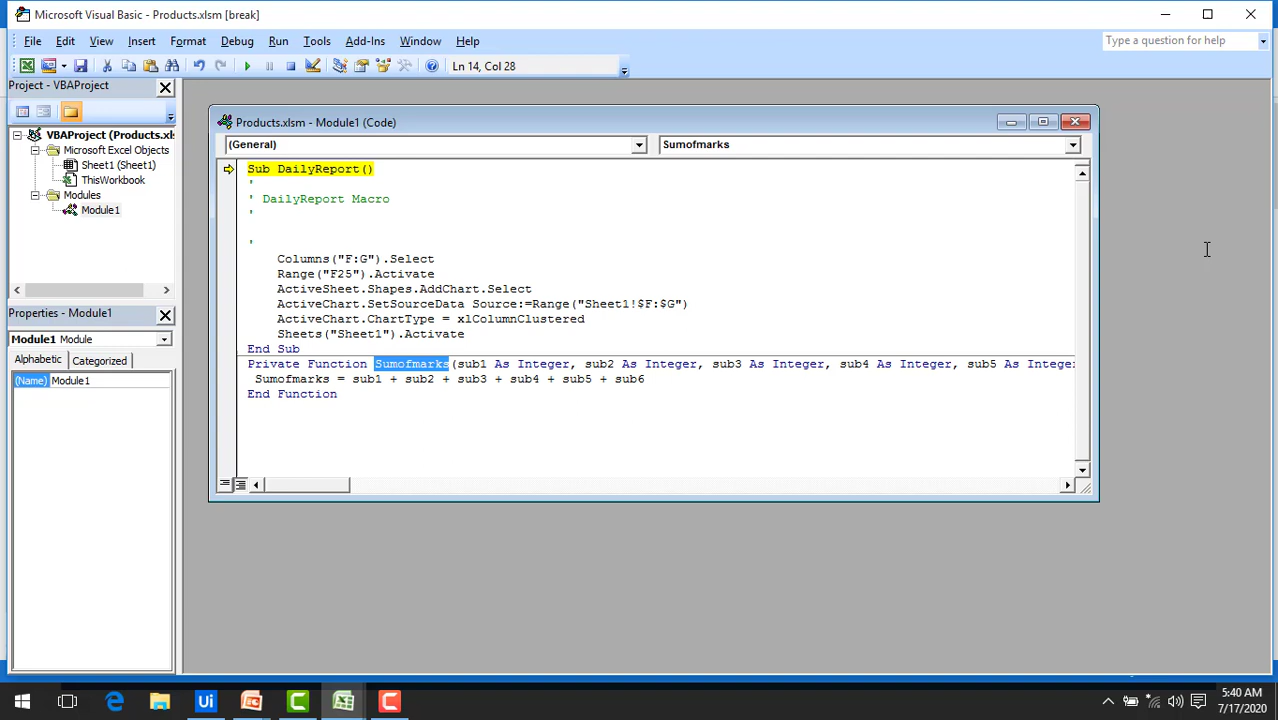 Microsoft Visual Basic - Products.xlsm [break]
File Edit View Insert Format Debug Run Tools Add-Ins Window Help
Type a question for help
Ln 14, Col 28
Project - VBAProject
VBAProject (Products.xl
Microsoft Excel Objects
Sheet1 (Sheet1)
ThisWorkbook
Modules
Module1
Properties - Module1
Module1 Module
Alphabetic Categorized
(Name) Module1
Products.xlsm - Module1 (Code)
(General) Sumofmarks
Sub DailyReport()
'
' DailyReport Macro
'
'
Columns("F:G").Select
Range("F25").Activate
ActiveSheet.Shapes.AddChart.Select
ActiveChart.SetSourceData Source:=Range("Sheet1!$F:$G")
ActiveChart.ChartType = xlColumnClustered
Sheets("Sheet1").Activate
End Sub
Private Function Sumofmarks(sub1 As Integer, sub2 As Integer, sub3 As Integer, sub4 As Integer, sub5 As Integer
Sumofmarks = sub1 + sub2 + sub3 + sub4 + sub5 + sub6
End Function
Ui
5:40 AM
7/17/2020